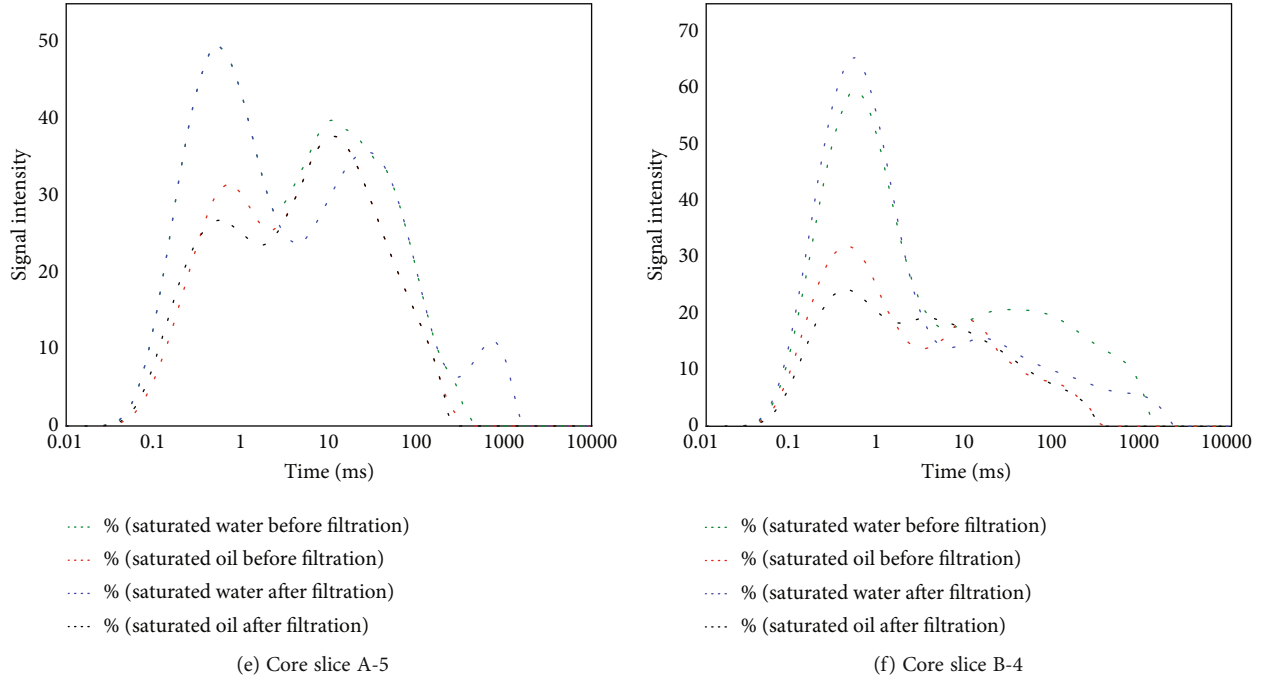 50
40
30
20
10
0
Signal intensity
0.01 0.1 1 10 100 1000 10000
Time (ms)
% (saturated water before filtration)
% (saturated oil before filtration)
% (saturated water after filtration)
% (saturated oil after filtration)
(e) Core slice A-5
70
60
50
40
30
20
10
0
Signal intensity
0.01 0.1 1 10 100 1000 10000
Time (ms)
% (saturated water before filtration)
% (saturated oil before filtration)
% (saturated water after filtration)
% (saturated oil after filtration)
(f) Core slice B-4